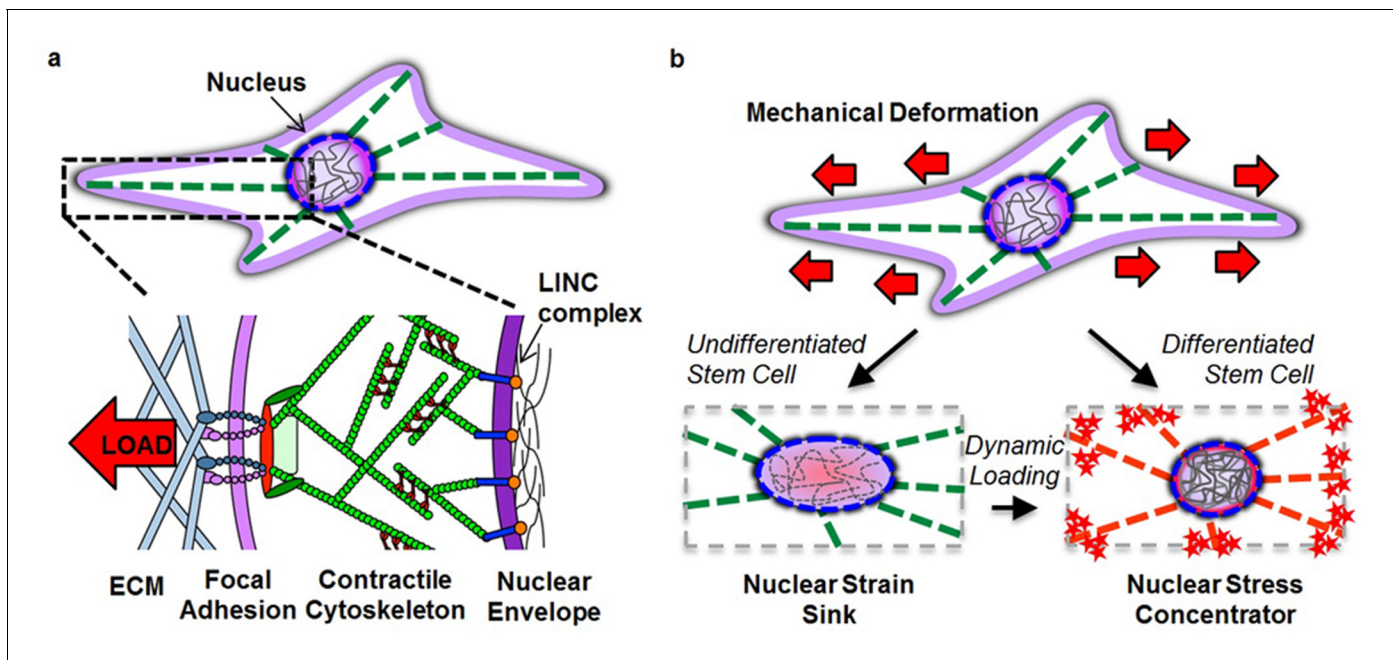 a
Nucleus
LINC
complex
LOAD
ECM
Focal
Adhesion
Contractile
Cytoskeleton
Nuclear
Envelope
b
Mechanical Deformation
Undifferentiated
Stem Cell
Differentiated
Stem Cell
Dynamic
Loading
Nuclear Strain
Sink
Nuclear Stress
Concentrator